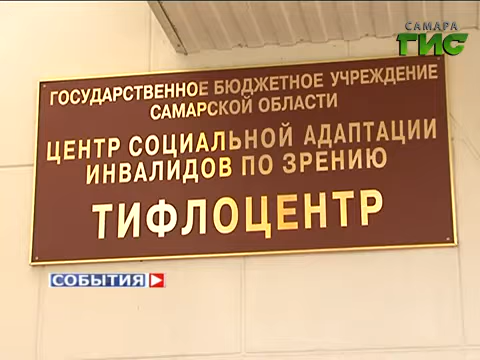 САМАРА
ГИС
ГОСУДАРСТВЕННОЕ БЮДЖЕТНОЕ УЧРЕЖДЕНИЕ
САМАРСКОЙ ОБЛАСТИ
ЦЕНТР СОЦИАЛЬНОЙ АДАПТАЦИИ
ИНВАЛИДОВ ПО ЗРЕНИЮ
ТИФЛОЦЕНТР
СОБЫТИЯ